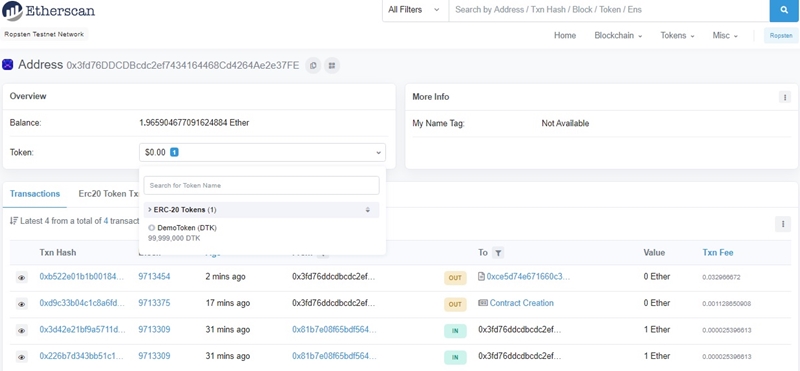 Etherscan
All Filters
Search by Address / Txn Hash / Block / Token / Ens
Ropsten Testnet Network
Home Blockchain Tokens Misc Ropsten
Address 0x3fd76DDCDBcdc2ef7434164468Cd4264Ae2e37FE
Overview
Balance: 1.965904677091624884 Ether
Token: $0.00 1
Search for Token Name
ERC-20 Tokens (1)
DemoToken (DTK)
99,999,000 DTK
More Info
My Name Tag: Not Available
Transactions Erc20 Token Tx
Latest 4 from a total of 4 transac
Txn Hash To Value Txn Fee
0xb522e01b1b00184... 9713454 2 mins ago 0x3fd76ddcdbcdc2ef... OUT 0xce5d74e671660c3... 0 Ether 0.032966672
0xd9c33b04c1c8a6fd... 9713375 17 mins ago 0x3fd76ddcdbcdc2ef... OUT Contract Creation 0 Ether 0.001128650908
0x3d42e21bf9a5711d... 9713309 31 mins ago 0x81b7e08f65bdf564... IN 0x3fd76ddcdbcdc2ef... 1 Ether 0.000025396613
0x226b7d343bb51c1... 9713309 31 mins ago 0x81b7e08f65bdf564... IN 0x3fd76ddcdbcdc2ef... 1 Ether 0.000025396613